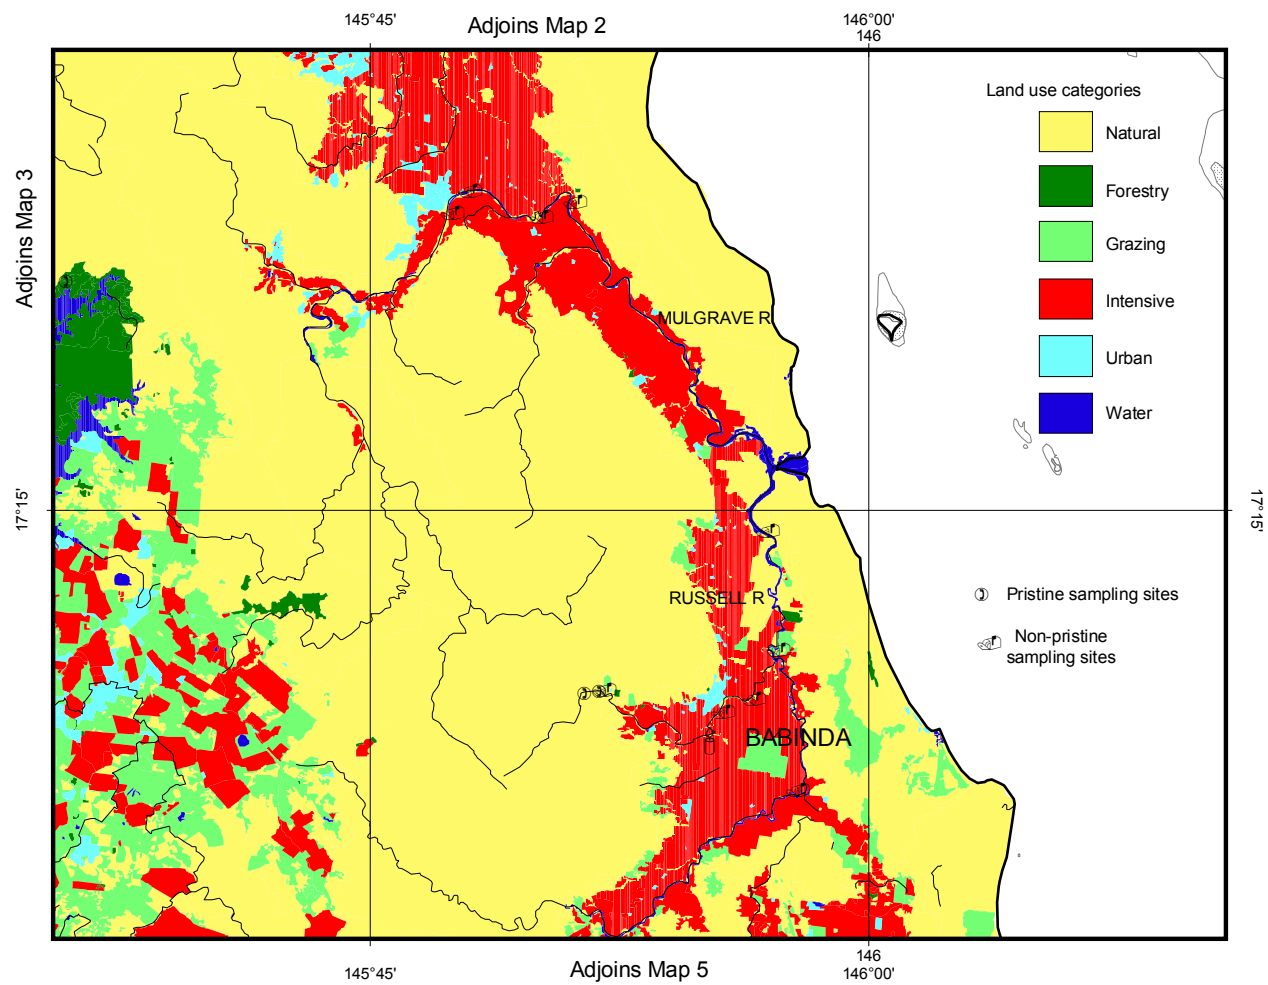 145°45'
Adjoins Map 2
146°00'
146
Land use categories
Natural
Forestry
Grazing
Intensive
Urban
Water
Adjoins Map 3
MULGRAVE R
17°15'
17°15'
RUSSELL R
Pristine sampling sites
Non-pristine
sampling sites
BABINDA
145°45'
Adjoins Map 5
146
146°00'